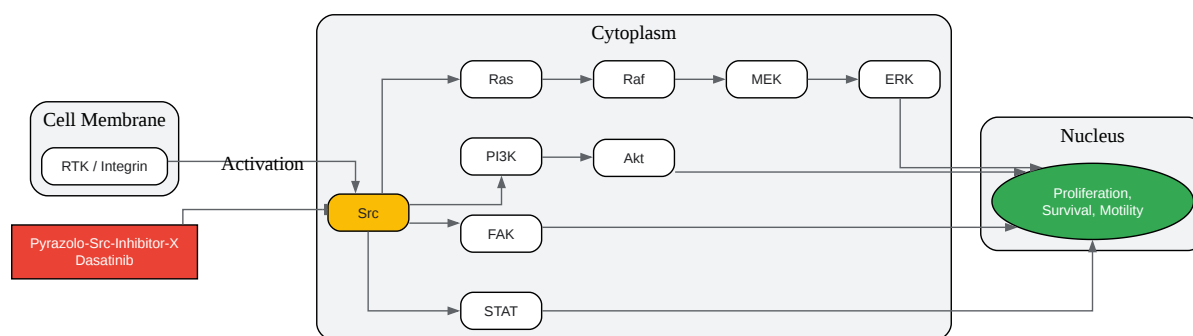 Cytoplasm
Ras
Raf
MEK
ERK
Cell Membrane
RTK / Integrin
Activation
PI3K
Akt
Nucleus
Proliferation,
Survival, Motility
Src
Pyrazolo-Src-Inhibitor-X
Dasatinib
FAK
STAT